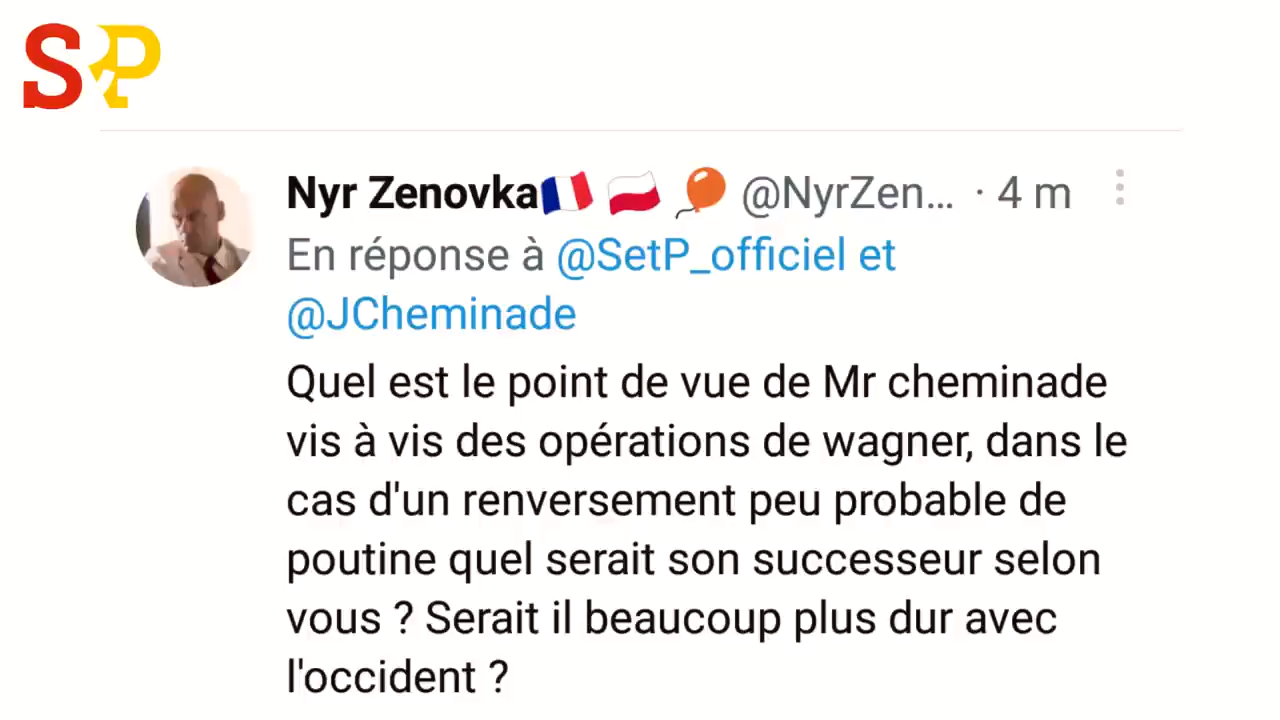 S&P
Nyr Zenovka🇫🇷 🇵🇱 🎈 @NyrZen... · 4 m
En réponse à @SetP_officiel et
@JCheminade
Quel est le point de vue de Mr cheminade
vis à vis des opérations de wagner, dans le
cas d'un renversement peu probable de
poutine quel serait son successeur selon
vous ? Serait il beaucoup plus dur avec
l'occident ?